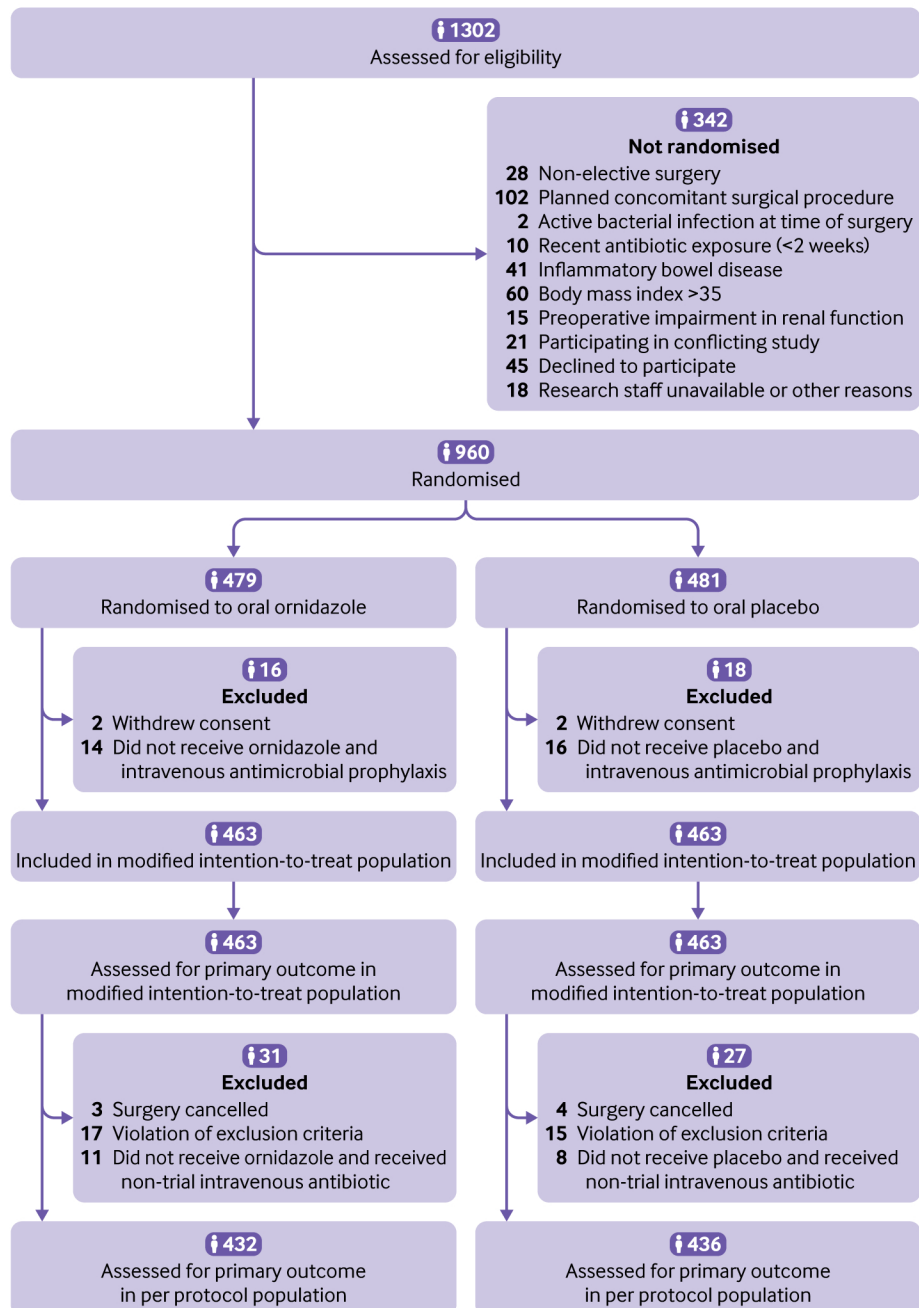 1302
Assessed for eligibility
342
Not randomised
28 Non-elective surgery
102 Planned concomitant surgical procedure
2 Active bacterial infection at time of surgery
10 Recent antibiotic exposure (<2 weeks)
41 Inflammatory bowel disease
60 Body mass index >35
15 Preoperative impairment in renal function
21 Participating in conflicting study
45 Declined to participate
18 Research staff unavailable or other reasons
960
Randomised
479
Randomised to oral ornidazole
481
Randomised to oral placebo
16
Excluded
2 Withdrew consent
14 Did not receive ornidazole and
intravenous antimicrobial prophylaxis
18
Excluded
2 Withdrew consent
16 Did not receive placebo and
intravenous antimicrobial prophylaxis
463
Included in modified intention-to-treat population
463
Included in modified intention-to-treat population
463
Assessed for primary outcome in
modified intention-to-treat population
463
Assessed for primary outcome in
modified intention-to-treat population
31
Excluded
3 Surgery cancelled
17 Violation of exclusion criteria
11 Did not receive ornidazole and received
non-trial intravenous antibiotic
27
Excluded
4 Surgery cancelled
15 Violation of exclusion criteria
8 Did not receive placebo and received
non-trial intravenous antibiotic
432
Assessed for primary outcome
in per protocol population
436
Assessed for primary outcome
in per protocol population